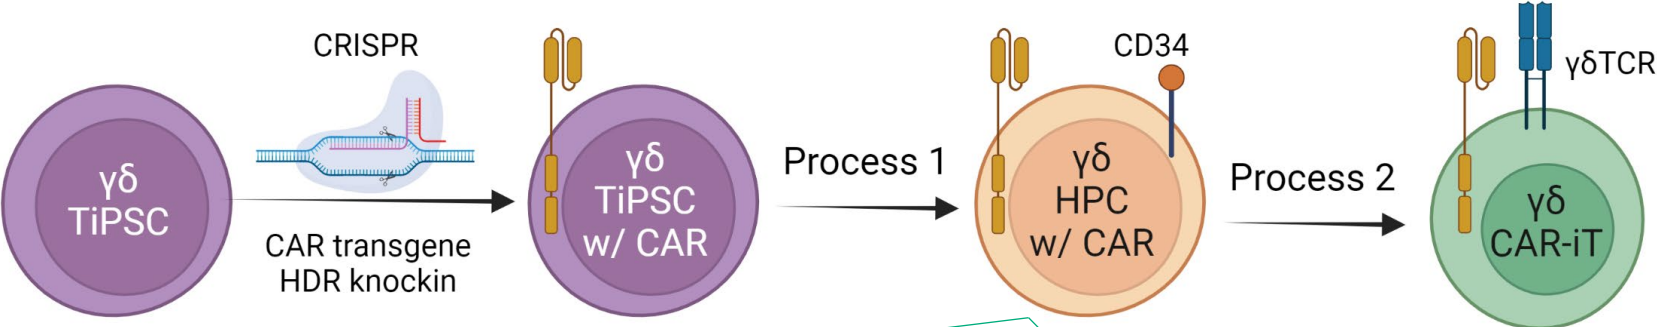 γδ
TiPSC
CRISPR
CAR transgene
HDR knockin
γδ
TiPSC
w/ CAR
Process 1
CD34
γδ
HPC
w/ CAR
Process 2
γδTCR
γδ
CAR-iT